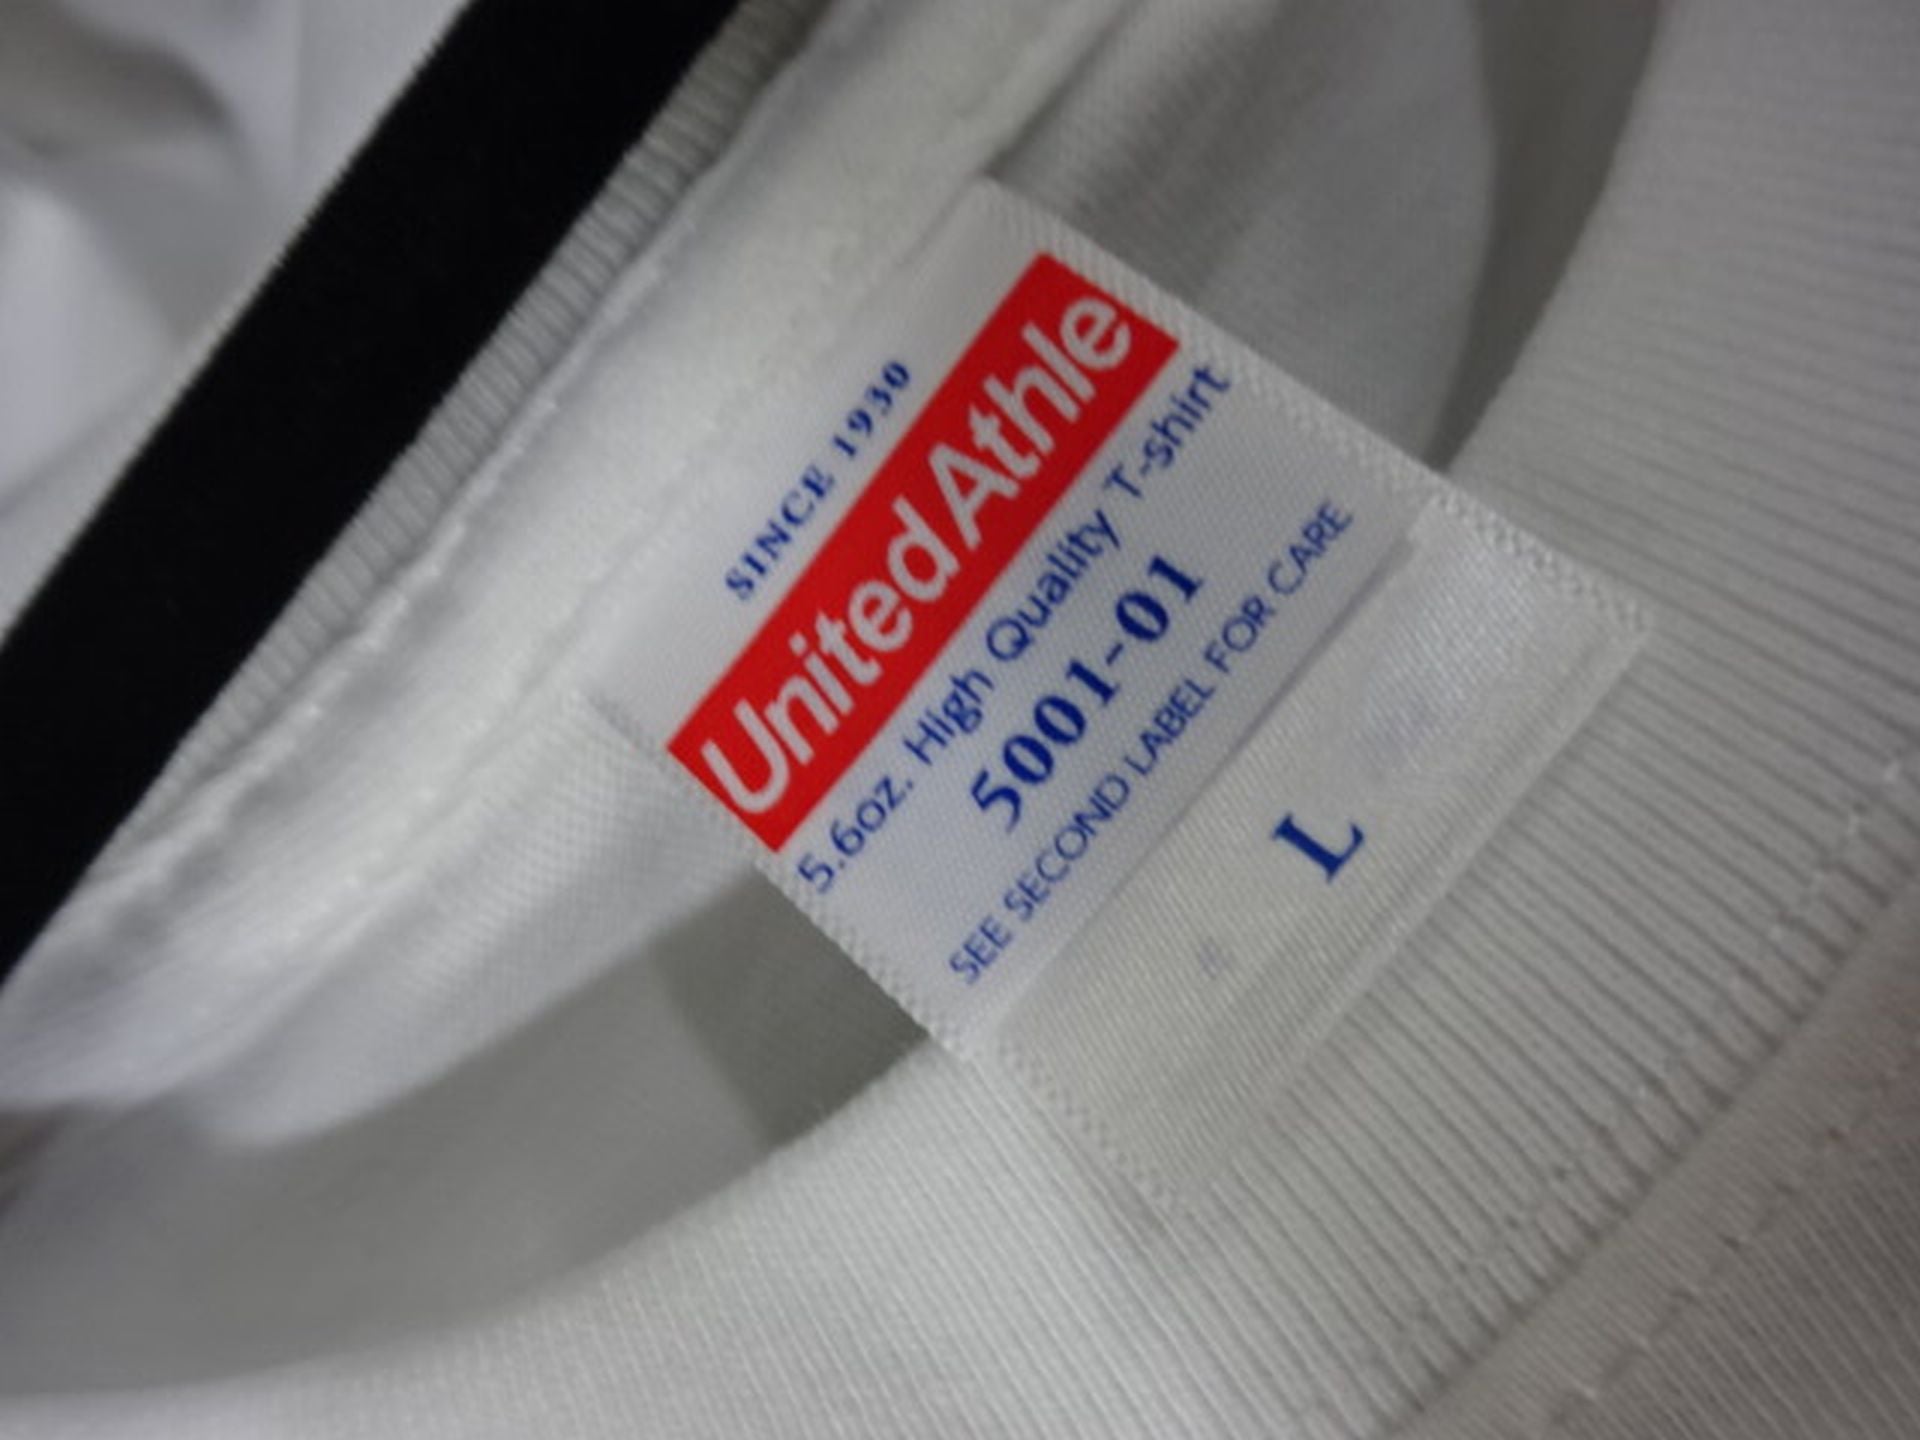 SINCE 1930
United Athle
5.6oz. High Quality T-shirt
5001-01
SEE SECOND LABEL FOR CARE
L